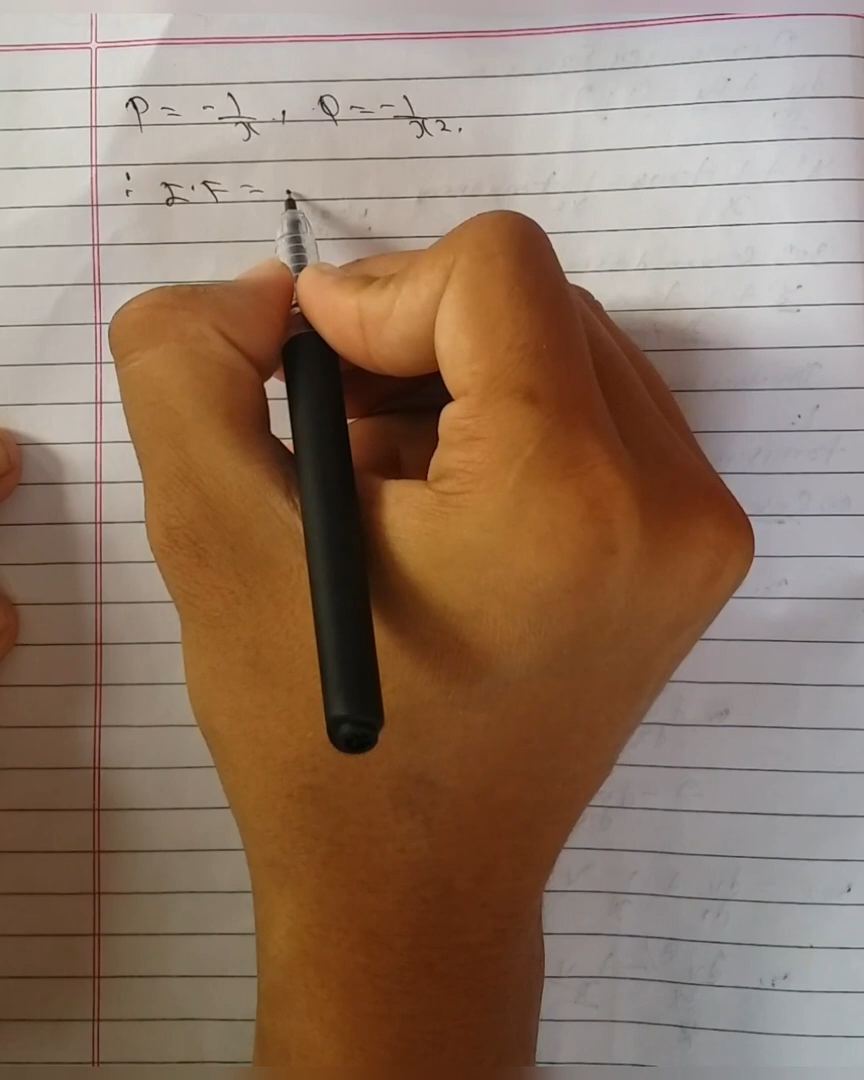 P = -1/x, Q = -1/x2.
∴ I.F =